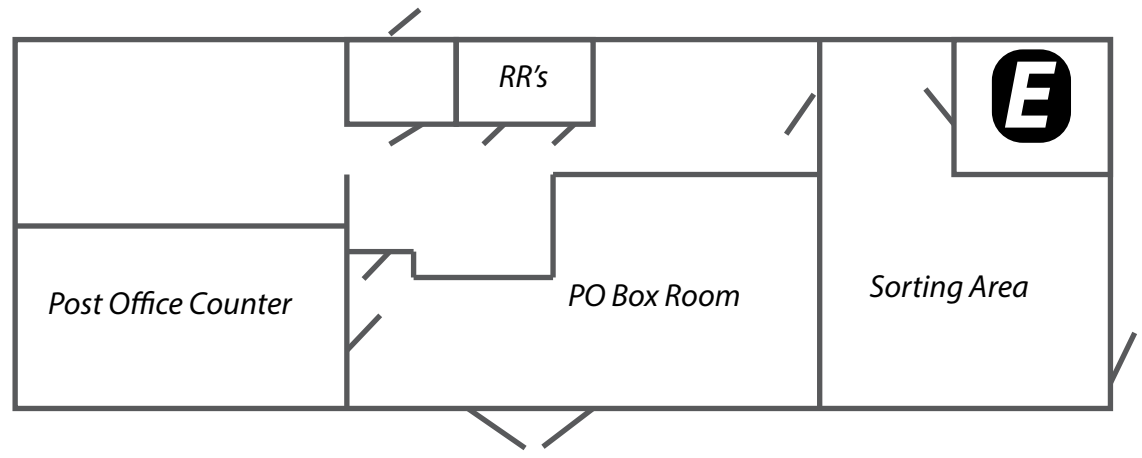 RR’s
E
Post Office Counter
PO Box Room
Sorting Area